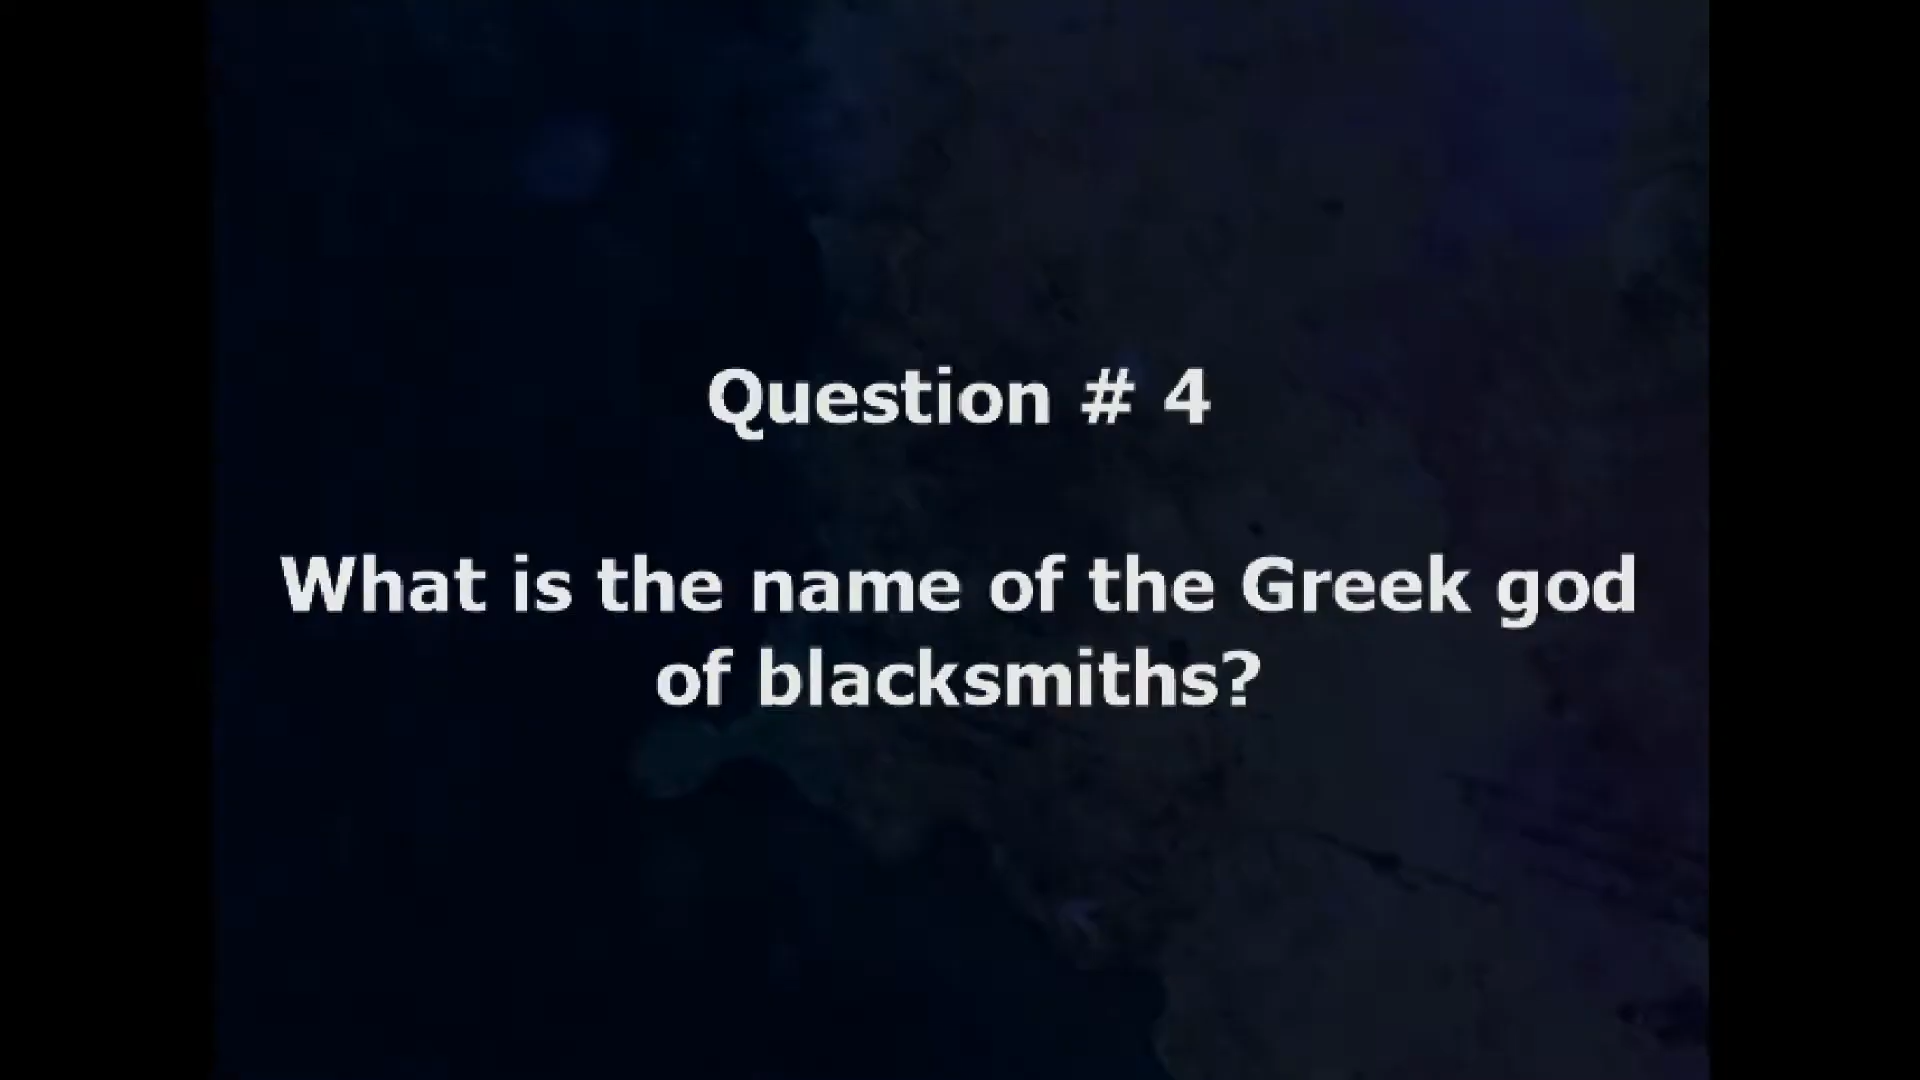 Question # 4
What is the name of the Greek god
of blacksmiths?